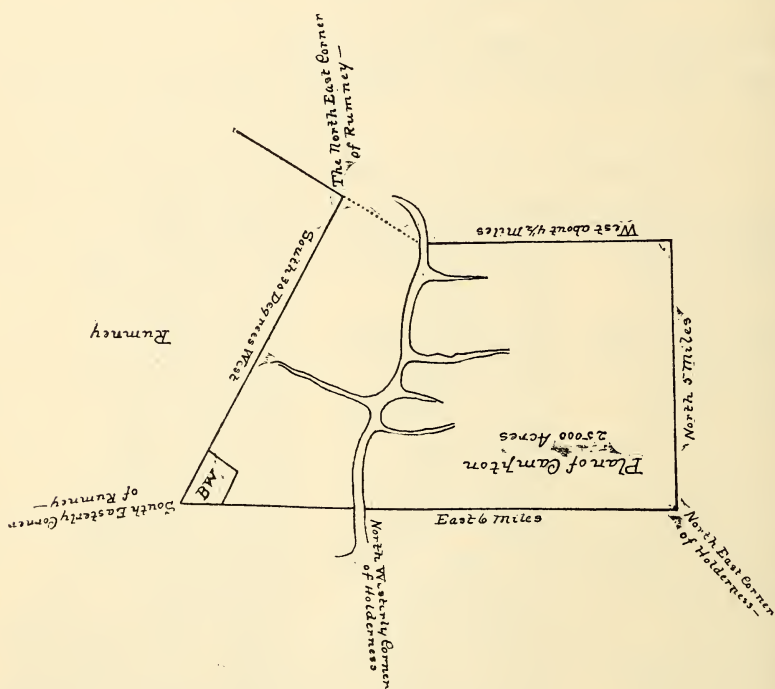 The North East Corner
of Rumney—
West about 4½ Miles
South 30 Degrees West
Rumney
North 5 Miles
Plan of Campton
25000 Acres
BW
South Easterly Corner
of Rumney—
East 6 Miles
North Westerly Corner
of Holderness
North East Corner
of Holderness—